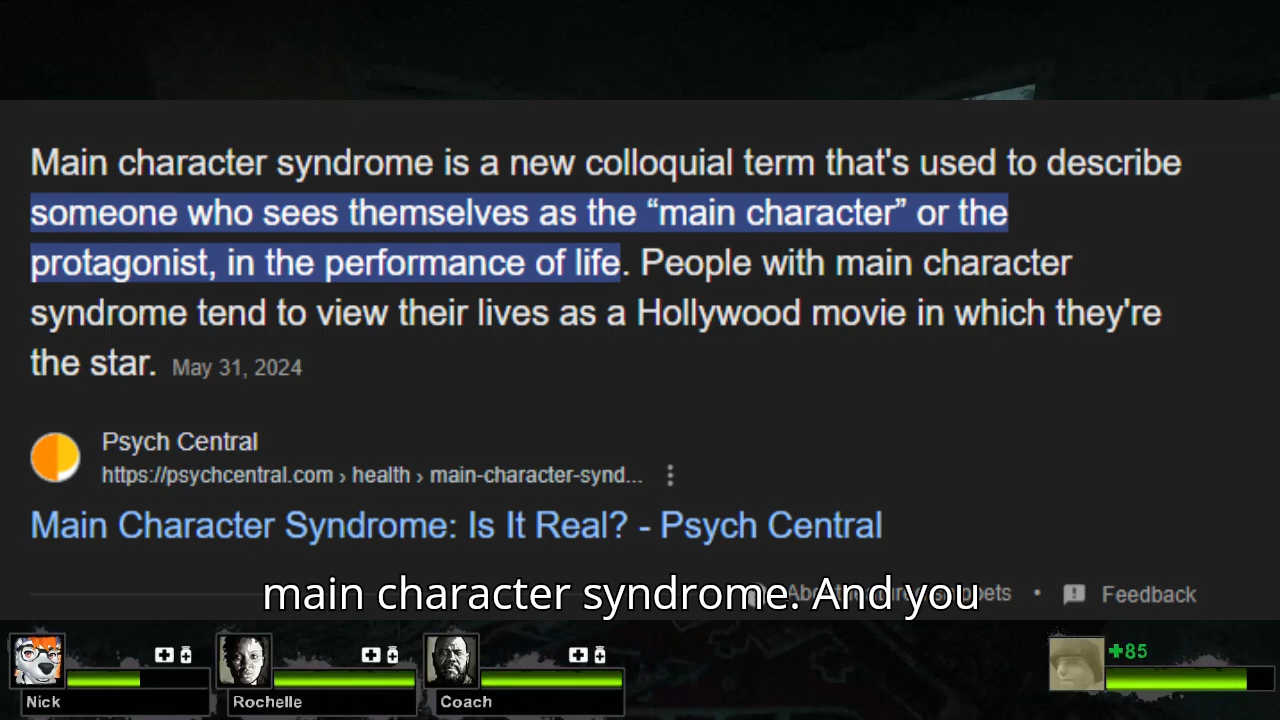 Main character syndrome is a new colloquial term that's used to describe
someone who sees themselves as the “main character” or the
protagonist, in the performance of life. People with main character
syndrome tend to view their lives as a Hollywood movie in which they're
the star. May 31, 2024
Psych Central
https://psychcentral.com › health › main-character-synd...
Main Character Syndrome: Is It Real? - Psych Central
main character syndrome. And you
Feedback
+85
Nick
Rochelle
Coach